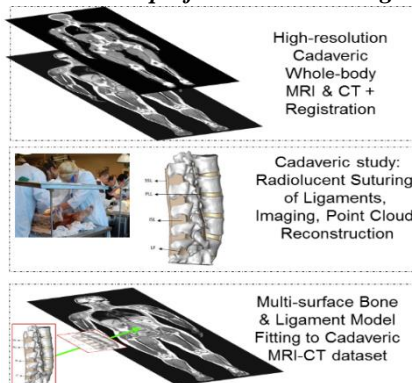 High-resolution
Cadaveric
Whole-body
MRI & CT +
Registration
Cadaveric study:
Radiolucent Suturing
of Ligaments,
Imaging, Point Cloud
Reconstruction
Multi-surface Bone
& Ligament Model
Fitting to Cadaveric
MRI-CT dataset